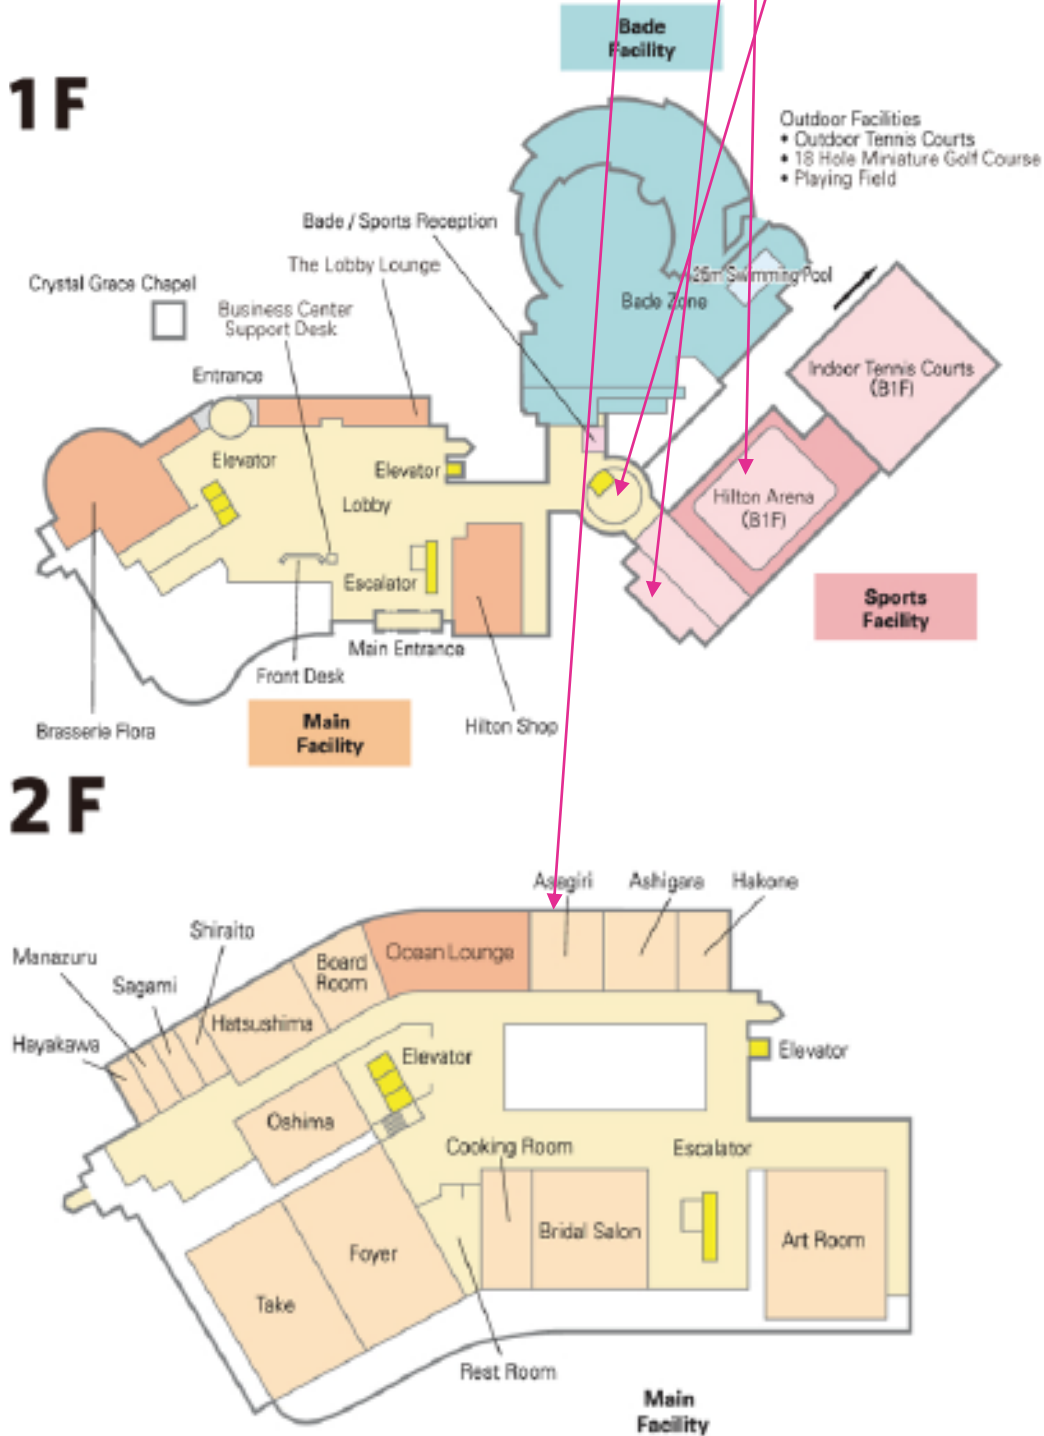 Bade
Facility
1F
Outdoor Facilities
• Outdoor Tennis Courts
• 18 Hole Miniature Golf Course
• Playing Field
Bade / Sports Reception
The Lobby Lounge
Crystal Grace Chapel
Business Center
Support Desk
25m Swimming Pool
Bade Zone
Entrance
Indoor Tennis Courts
(B1F)
Elevator
Elevator
Lobby
Hilton Arena
(B1F)
Escalator
Sports
Facility
Main Entrance
Front Desk
Brasserie Flora
Main
Facility
Hilton Shop
2F
Asagiri
Ashigara
Hakone
Shiraito
Manazuru
Sagami
Hayakawa
Ocean Lounge
Board
Room
Hatsushima
Elevator
Elevator
Oshima
Cooking Room
Escalator
Bridal Salon
Art Room
Foyer
Take
Rest Room
Main
Facility